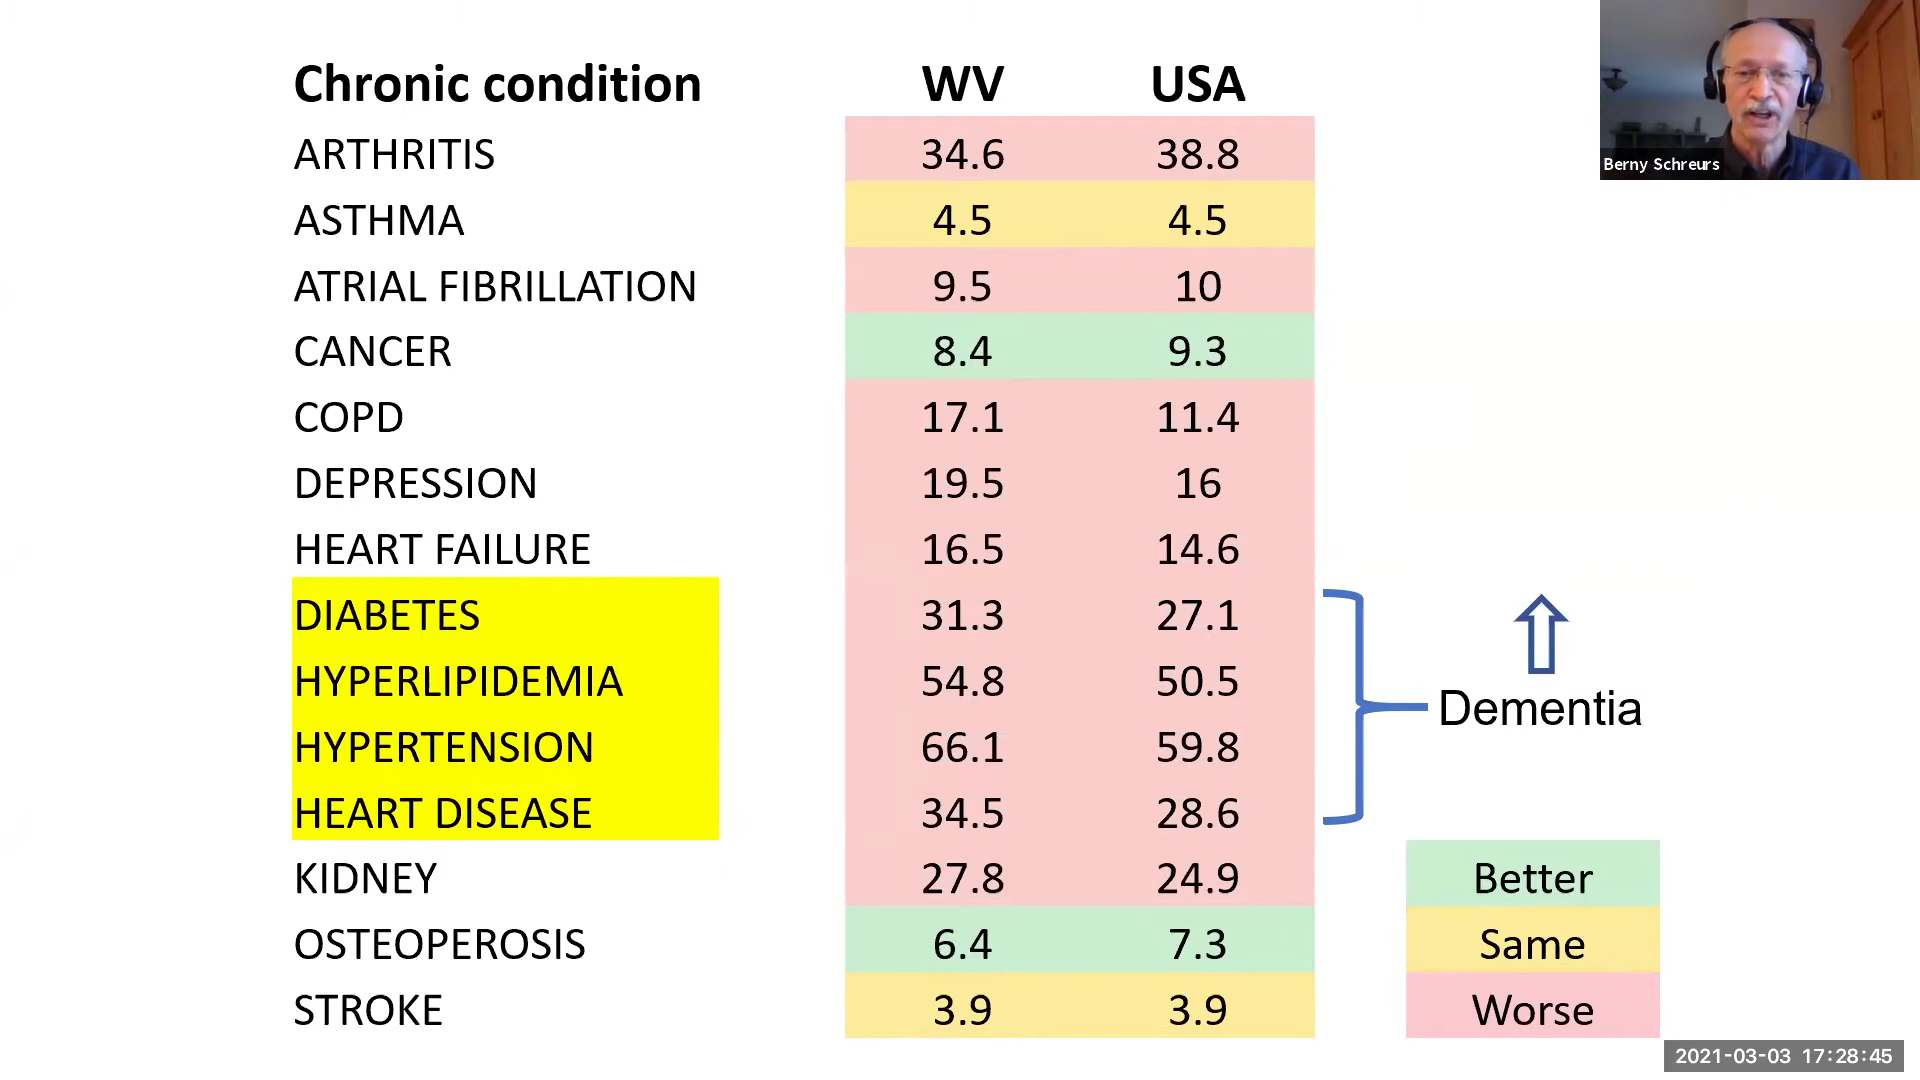 Chronic condition WV USA
ARTHRITIS 34.6 38.8
ASTHMA 4.5 4.5
ATRIAL FIBRILLATION 9.5 10
CANCER 8.4 9.3
COPD 17.1 11.4
DEPRESSION 19.5 16
HEART FAILURE 16.5 14.6
DIABETES 31.3 27.1
HYPERLIPIDEMIA 54.8 50.5
HYPERTENSION 66.1 59.8
HEART DISEASE 34.5 28.6
KIDNEY 27.8 24.9
OSTEOPEROSIS 6.4 7.3
STROKE 3.9 3.9
Dementia
Better
Same
Worse
Berny Schreurs
2021-03-03 17:28:45